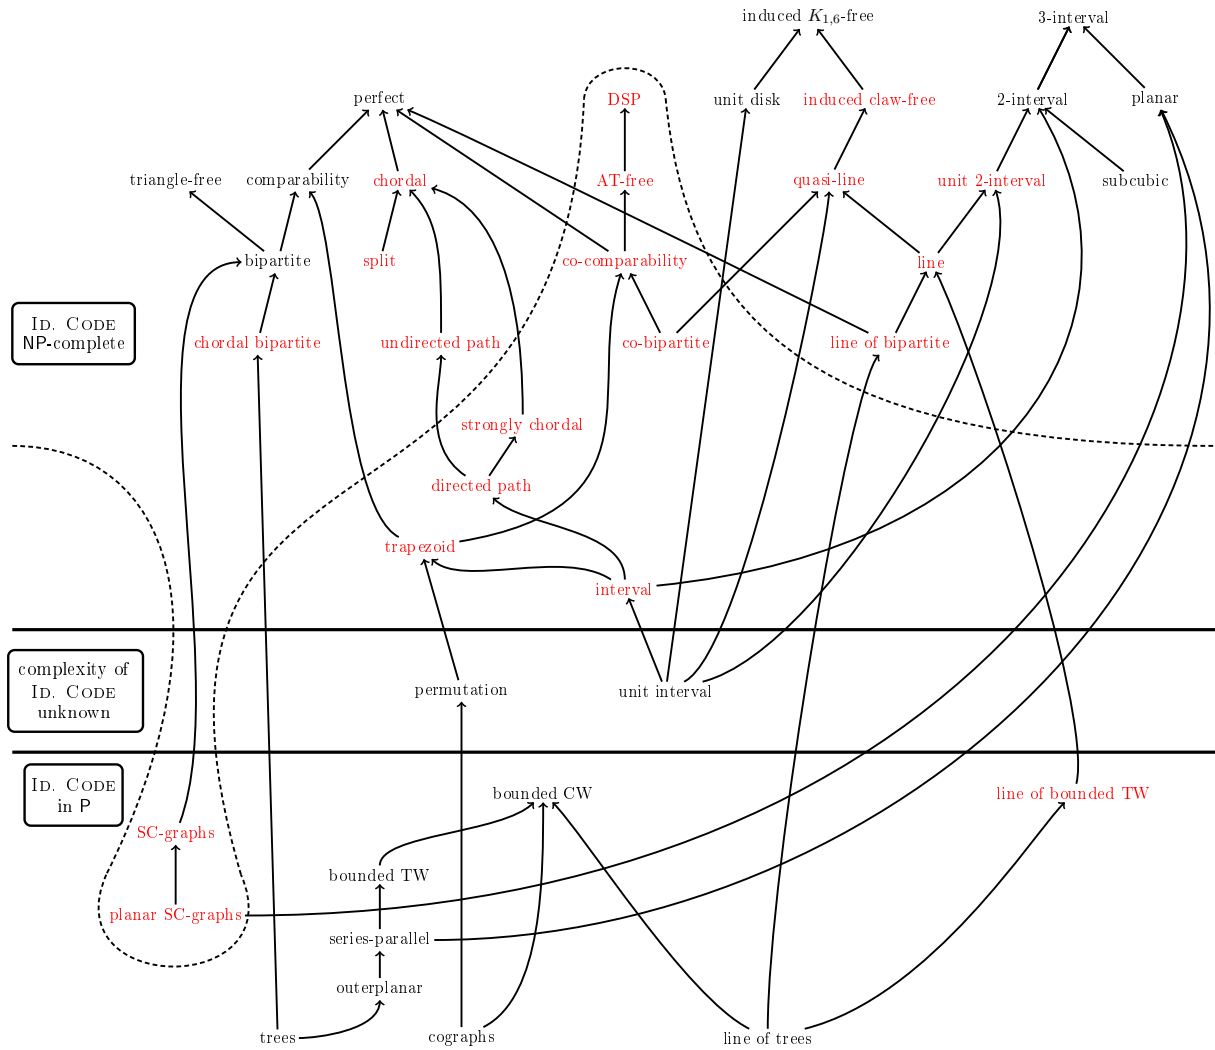 induced K1,6-free
3-interval
perfect
DSP
unit disk
induced claw-free
2-interval
planar
triangle-free
comparability
chordal
AT-free
quasi-line
unit 2-interval
subcubic
bipartite
split
co-comparability
line
ID. CODE
NP-complete
chordal bipartite
undirected path
co-bipartite
line of bipartite
strongly chordal
directed path
trapezoid
interval
complexity of
ID. CODE
unknown
permutation
unit interval
ID. CODE
in P
bounded CW
line of bounded TW
SC-graphs
bounded TW
planar SC-graphs
series-parallel
outerplanar
trees
cographs
line of trees